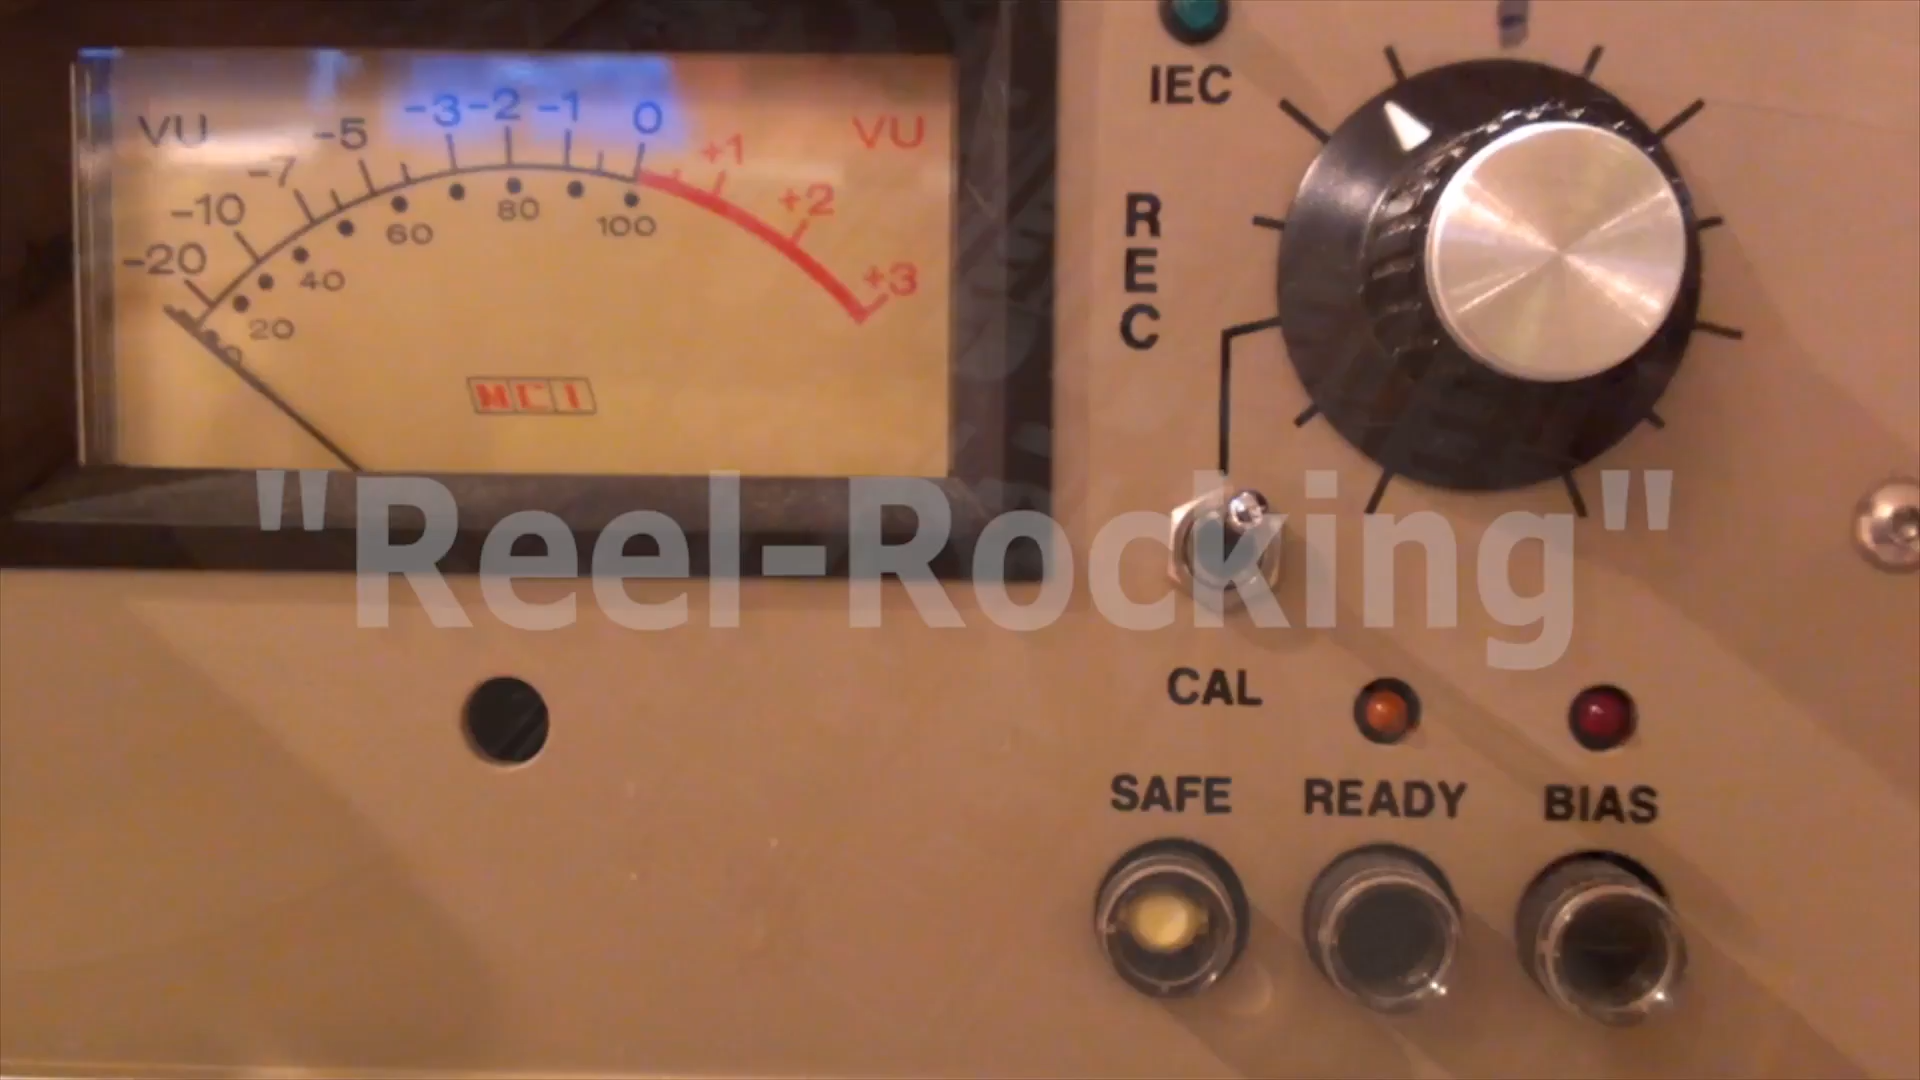 VU -20 -10 -7 -5 -3 -2 -1 0 +1 +2 +3 VU
0 20 40 60 80 100
MCI
IEC
REC
"Reel-Rocking"
CAL
SAFE READY BIAS